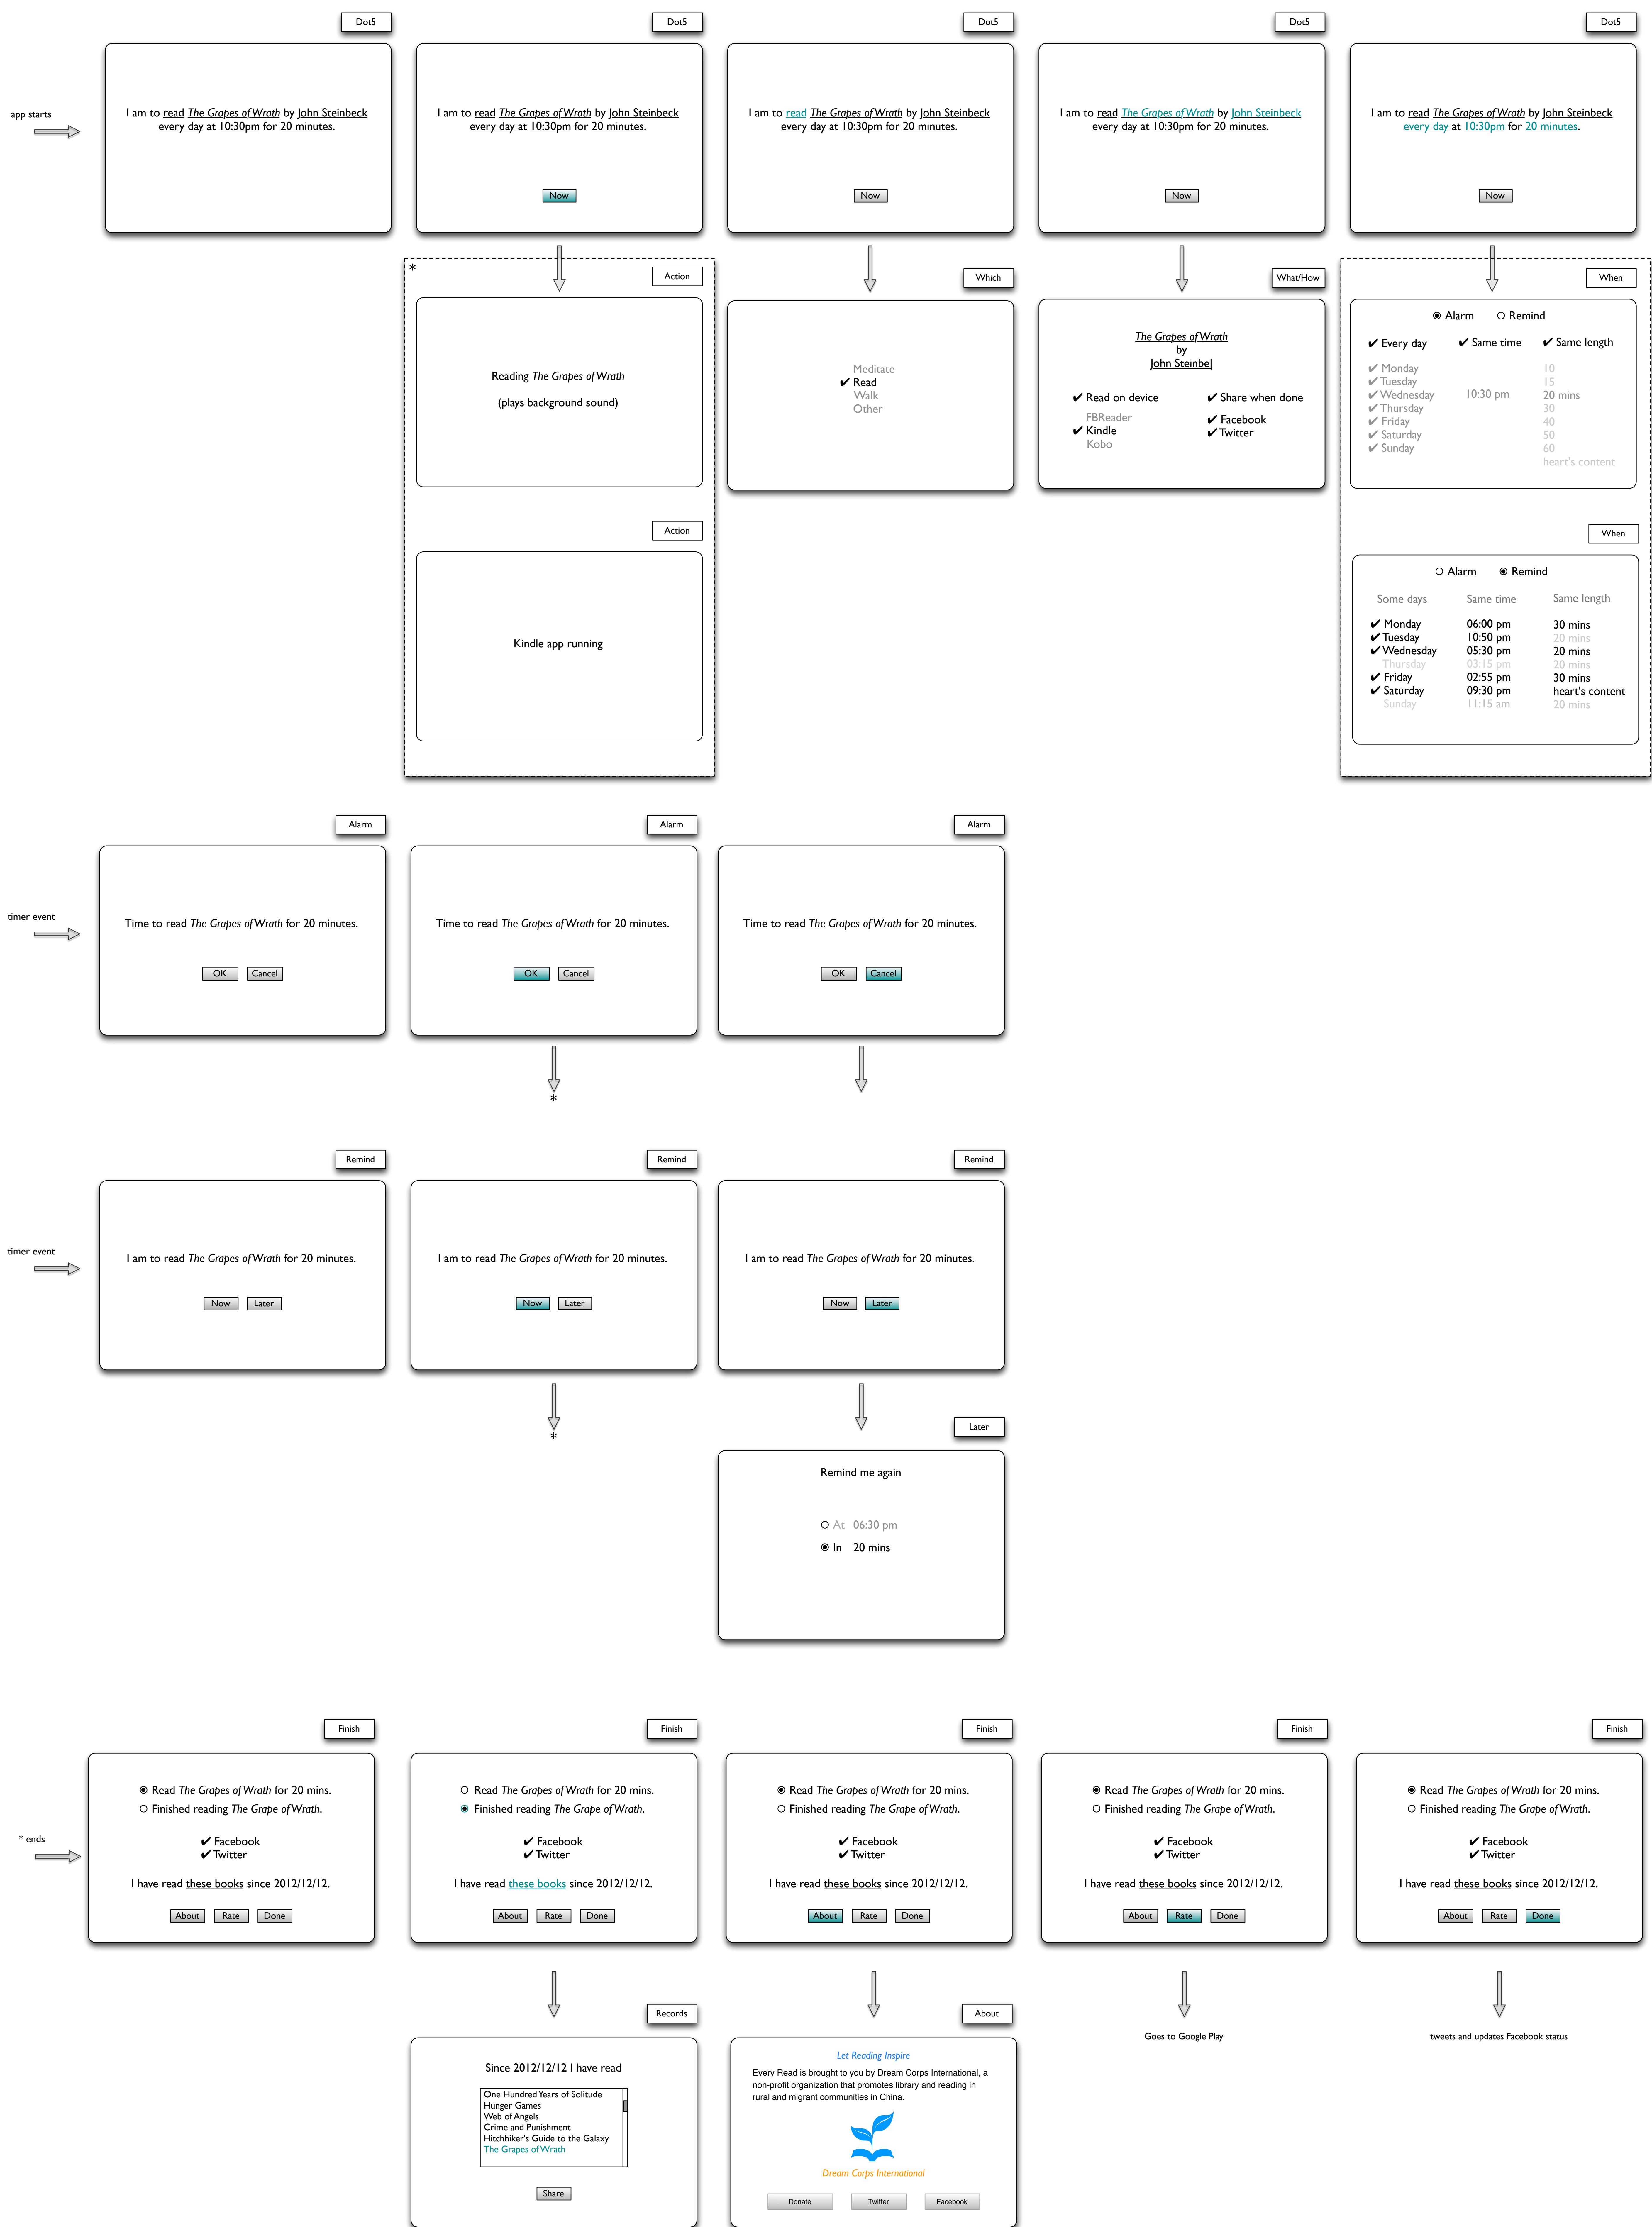 Dot5
Dot5
Dot5
Dot5
Dot5
app starts
I am to read The Grapes of Wrath by John Steinbeck
every day at 10:30pm for 20 minutes.
I am to read The Grapes of Wrath by John Steinbeck
every day at 10:30pm for 20 minutes.
Now
I am to read The Grapes of Wrath by John Steinbeck
every day at 10:30pm for 20 minutes.
Now
I am to read The Grapes of Wrath by John Steinbeck
every day at 10:30pm for 20 minutes.
Now
I am to read The Grapes of Wrath by John Steinbeck
every day at 10:30pm for 20 minutes.
Now
*
Action
Reading The Grapes of Wrath
(plays background sound)
Action
Kindle app running
Which
Meditate
✔ Read
Walk
Other
What/How
The Grapes of Wrath
by
John Steinbe|
✔ Read on device
FBReader
✔ Kindle
Kobo
✔ Share when done
✔ Facebook
✔ Twitter
When
Alarm Remind
✔ Every day ✔ Same time ✔ Same length
✔ Monday 10
✔ Tuesday 15
✔ Wednesday 10:30 pm 20 mins
✔ Thursday 30
✔ Friday 40
✔ Saturday 50
✔ Sunday 60
heart's content
When
Alarm Remind
Some days Same time Same length
✔ Monday 06:00 pm 30 mins
✔ Tuesday 10:50 pm 20 mins
✔ Wednesday 05:30 pm 20 mins
Thursday 03:15 pm 20 mins
✔ Friday 02:55 pm 30 mins
✔ Saturday 09:30 pm heart's content
Sunday 11:15 am 20 mins
Alarm
Alarm
Alarm
timer event
Time to read The Grapes of Wrath for 20 minutes.
OK Cancel
Time to read The Grapes of Wrath for 20 minutes.
OK Cancel
*
Time to read The Grapes of Wrath for 20 minutes.
OK Cancel
Remind
Remind
Remind
timer event
I am to read The Grapes of Wrath for 20 minutes.
Now Later
I am to read The Grapes of Wrath for 20 minutes.
Now Later
*
I am to read The Grapes of Wrath for 20 minutes.
Now Later
Later
Remind me again
At 06:30 pm
In 20 mins
Finish
Finish
Finish
Finish
Finish
* ends
Read The Grapes of Wrath for 20 mins.
Finished reading The Grape of Wrath.
✔ Facebook
✔ Twitter
I have read these books since 2012/12/12.
About Rate Done
Read The Grapes of Wrath for 20 mins.
Finished reading The Grape of Wrath.
✔ Facebook
✔ Twitter
I have read these books since 2012/12/12.
About Rate Done
Read The Grapes of Wrath for 20 mins.
Finished reading The Grape of Wrath.
✔ Facebook
✔ Twitter
I have read these books since 2012/12/12.
About Rate Done
Read The Grapes of Wrath for 20 mins.
Finished reading The Grape of Wrath.
✔ Facebook
✔ Twitter
I have read these books since 2012/12/12.
About Rate Done
Read The Grapes of Wrath for 20 mins.
Finished reading The Grape of Wrath.
✔ Facebook
✔ Twitter
I have read these books since 2012/12/12.
About Rate Done
Records
Since 2012/12/12 I have read
One Hundred Years of Solitude
Hunger Games
Web of Angels
Crime and Punishment
Hitchhiker's Guide to the Galaxy
The Grapes of Wrath
Share
About
Let Reading Inspire
Every Read is brought to you by Dream Corps International, a
non-profit organization that promotes library and reading in
rural and migrant communities in China.
Dream Corps International
Donate Twitter Facebook
Goes to Google Play
tweets and updates Facebook status